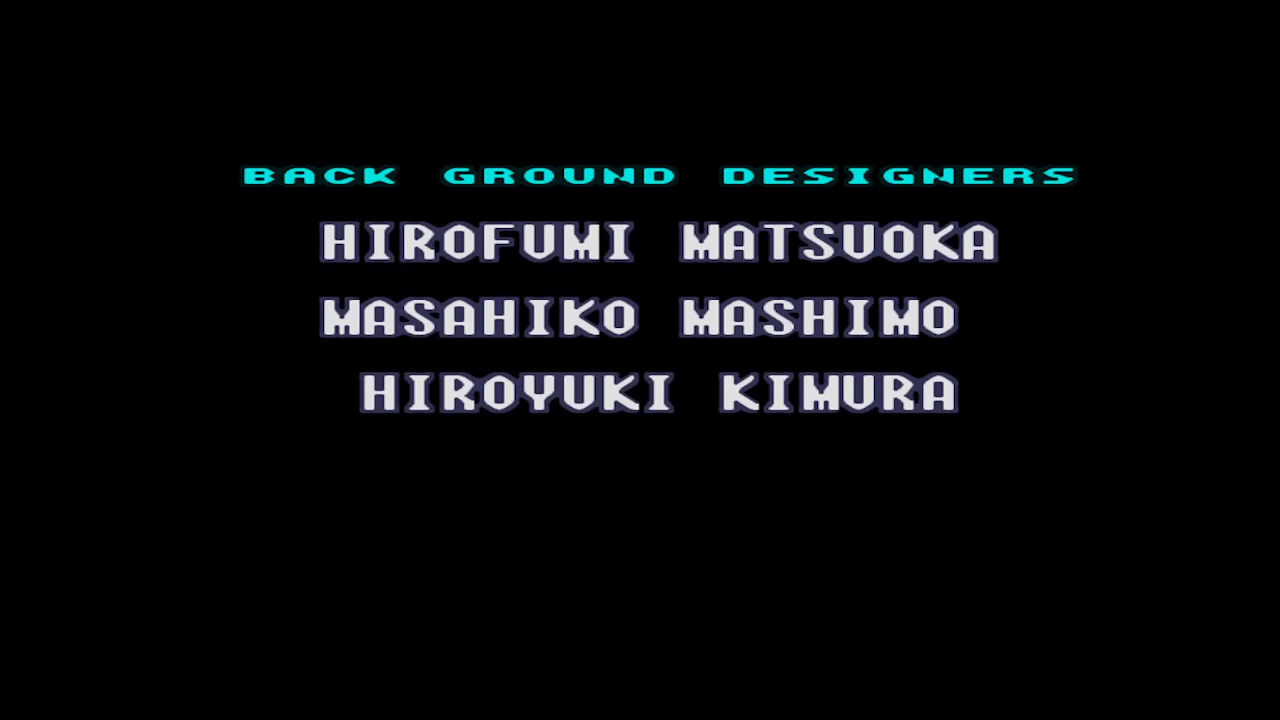 BACK GROUND DESIGNERS
HIROFUMI MATSUOKA
MASAHIKO MASHIMO
HIROYUKI KIMURA